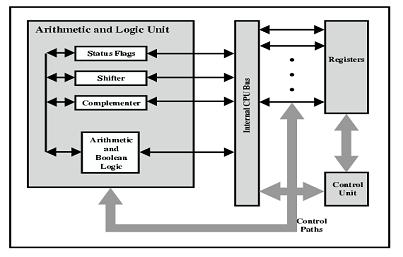 Arithmetic and Logic Unit
Status Flags
Shifter
Complementer
Arithmetic
and
Boolean
Logic
Internal CPU Bus
Registers
Control
Unit
Control
Paths